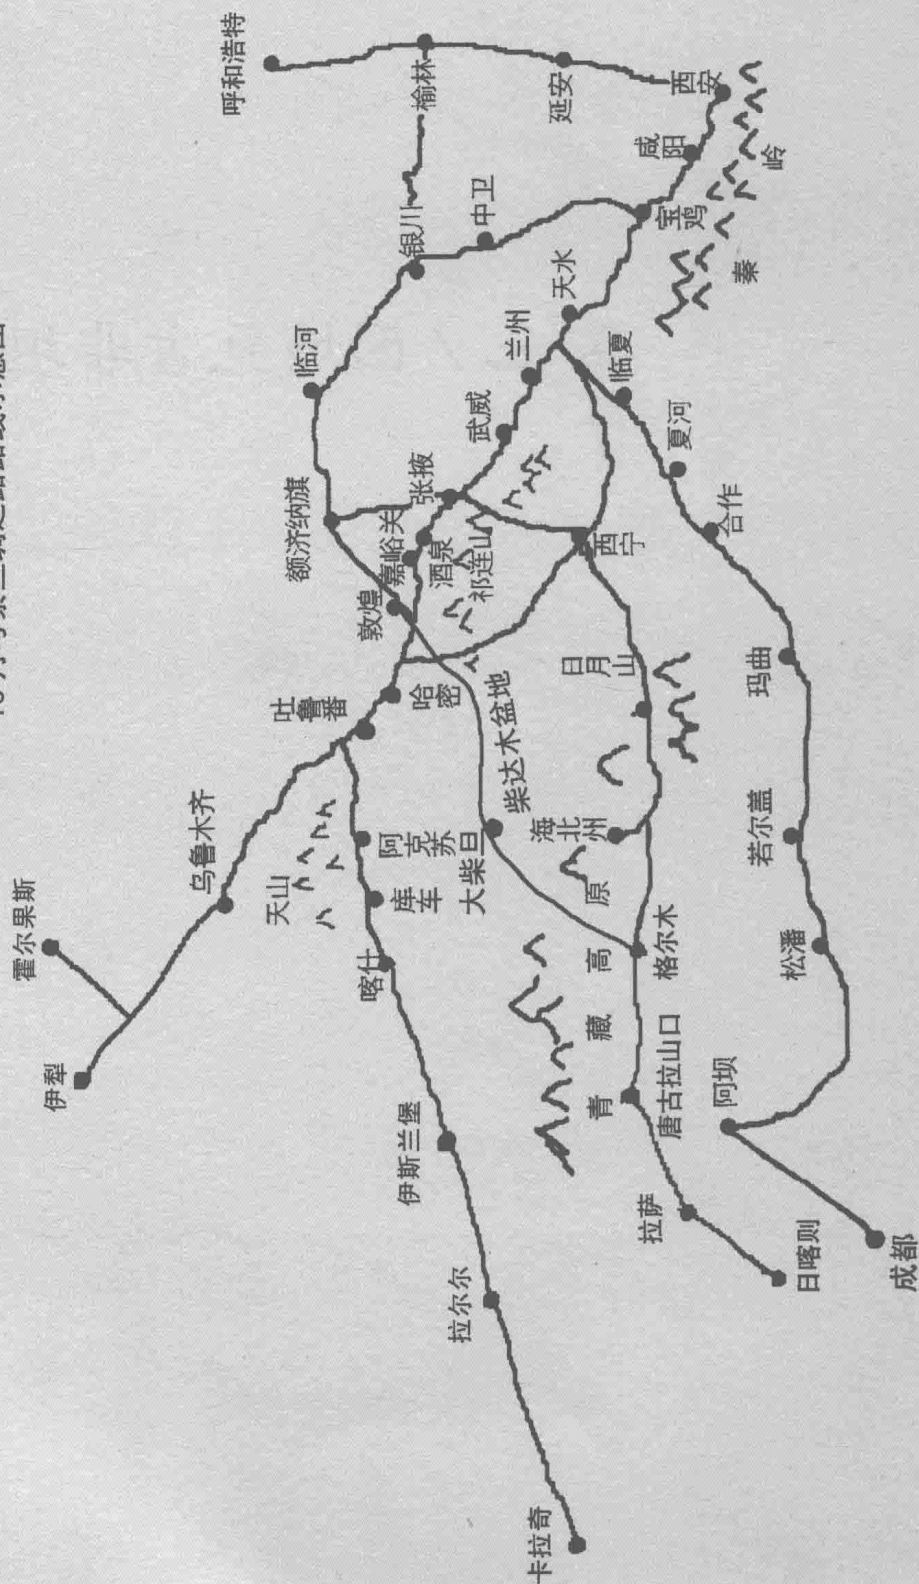 呼和浩特
榆林
延安
西安
咸阳
宝鸡
岭
秦
银川
中卫
天水
临河
兰州
临夏
武威
夏河
额济纳旗
张掖
合作
嘉峪关
酒泉
祁连山
西宁
敦煌
玛曲
吐鲁番
哈密
日月山
柴达木盆地
乌鲁木齐
天山
阿克苏
大柴旦
海北州
若尔盖
霍尔果斯
库车
喀什
格尔木
松潘
青藏高原
伊犁
伊斯兰堡
唐古拉山口
阿坝
拉萨
日喀则
成都
拉尔尔
卡拉奇